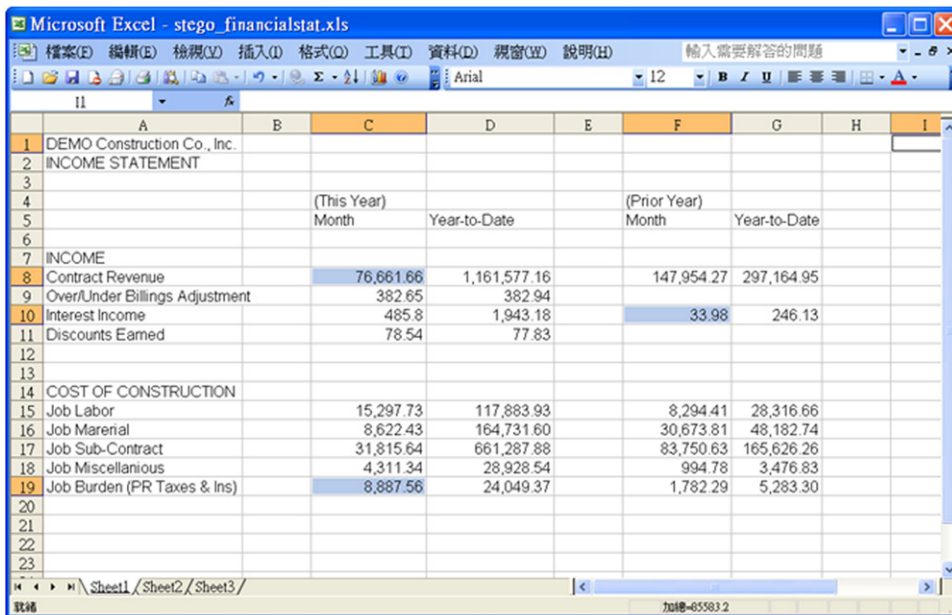 Microsoft Excel - stego_financialstat.xls
檔案(F) 編輯(E) 檢視(V) 插入(I) 格式(O) 工具(T) 資料(D) 視窗(W) 說明(H) 輸入需要解答的問題
Arial 12 B I U
I1 fx
A B C D E F G H I
1 DEMO Construction Co., Inc.
2 INCOME STATEMENT
3
4 (This Year) (Prior Year)
5 Month Year-to-Date Month Year-to-Date
6
7 INCOME
8 Contract Revenue 76,661.66 1,161,577.16 147,954.27 297,164.95
9 Over/Under Billings Adjustment 382.65 382.94
10 Interest Income 485.8 1,943.18 33.98 246.13
11 Discounts Earned 78.54 77.83
12
13
14 COST OF CONSTRUCTION
15 Job Labor 15,297.73 117,883.93 8,294.41 28,316.66
16 Job Marerial 8,622.43 164,731.60 30,673.81 48,182.74
17 Job Sub-Contract 31,815.64 661,287.88 83,750.63 165,626.26
18 Job Miscellanious 4,311.34 28,928.54 994.78 3,476.83
19 Job Burden (PR Taxes & Ins) 8,887.56 24,049.37 1,782.29 5,283.30
20
21
22
23
Sheet1 / Sheet2 / Sheet3 /
就緒 加總=85583.2